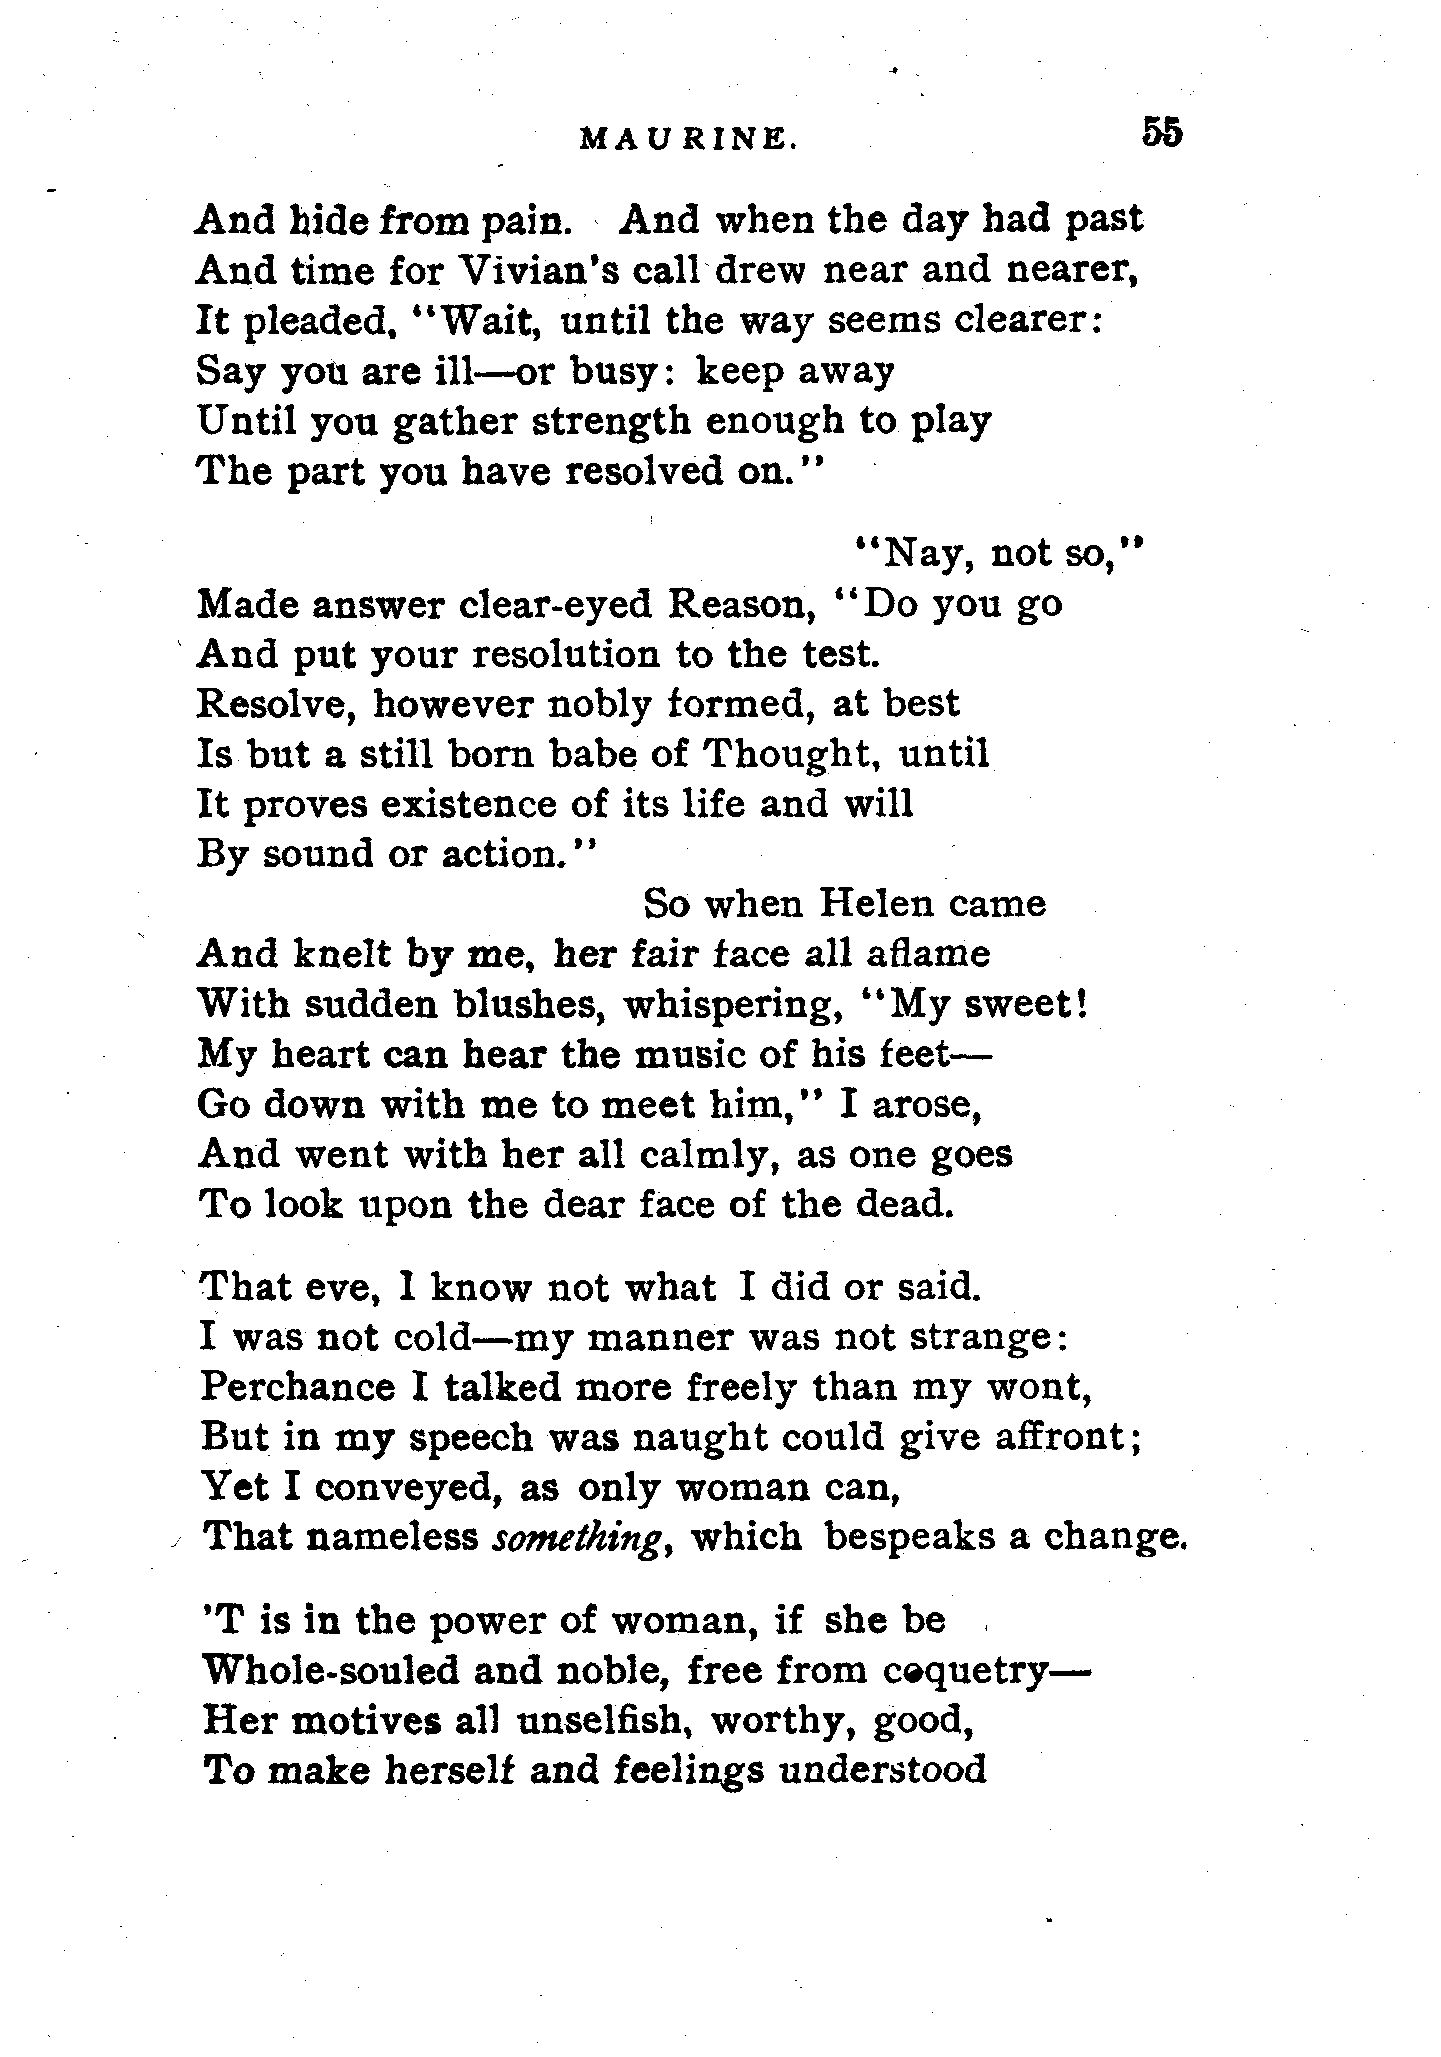 MAURINE. 55
And hide from pain. And when the day had past
And time for Vivian's call drew near and nearer,
It pleaded, "Wait, until the way seems clearer:
Say you are ill—or busy: keep away
Until you gather strength enough to play
The part you have resolved on."
"Nay, not so,"
Made answer clear-eyed Reason, "Do you go
And put your resolution to the test.
Resolve, however nobly formed, at best
Is but a still born babe of Thought, until
It proves existence of its life and will
By sound or action."
So when Helen came
And knelt by me, her fair face all aflame
With sudden blushes, whispering, "My sweet!
My heart can hear the music of his feet—
Go down with me to meet him," I arose,
And went with her all calmly, as one goes
To look upon the dear face of the dead.
That eve, I know not what I did or said.
I was not cold—my manner was not strange:
Perchance I talked more freely than my wont,
But in my speech was naught could give affront;
Yet I conveyed, as only woman can,
That nameless something, which bespeaks a change.
'T is in the power of woman, if she be
Whole-souled and noble, free from coquetry—
Her motives all unselfish, worthy, good,
To make herself and feelings understood